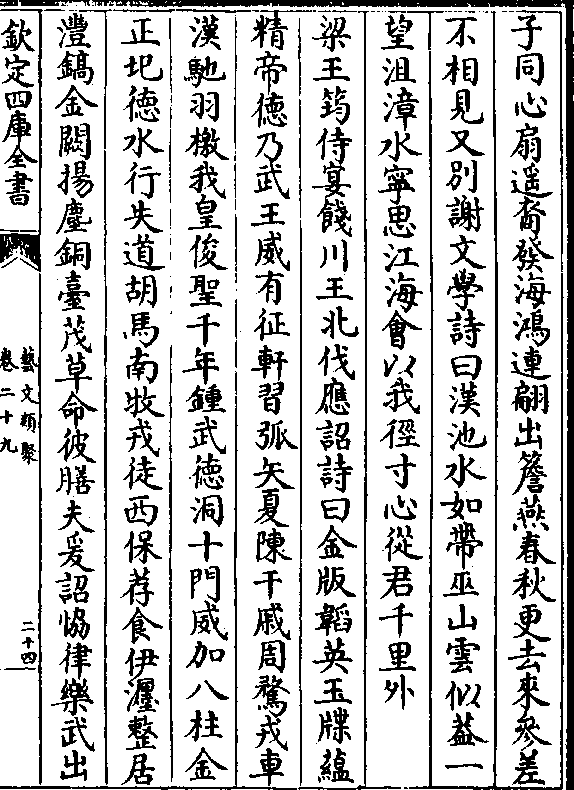 子同心扇遥裔發海鴻連翩出簷燕春秋更去來參差
不相見又别謝文學詩曰漢池水如帶巫山雲似葢一
望沮漳水寧思江海會以我徑寸心從君千里外
梁王筠侍宴餞川王北伐應詔詩曰金版韜英玉牒蘊
精帝徳乃武王威有征軒習弧矢夏陳干戚周騖戎車
漢馳羽檄我皇俊聖千年鍾武徳洞十門威加八柱金
正圮徳水行失道胡馬南牧戎徒西保荐食伊瀍整居
灃鎬金闕揚塵銅臺茂草命彼膳夫爰詔恊律樂武出
欽定四庫全書
藝文類聚
卷二十九
二十四